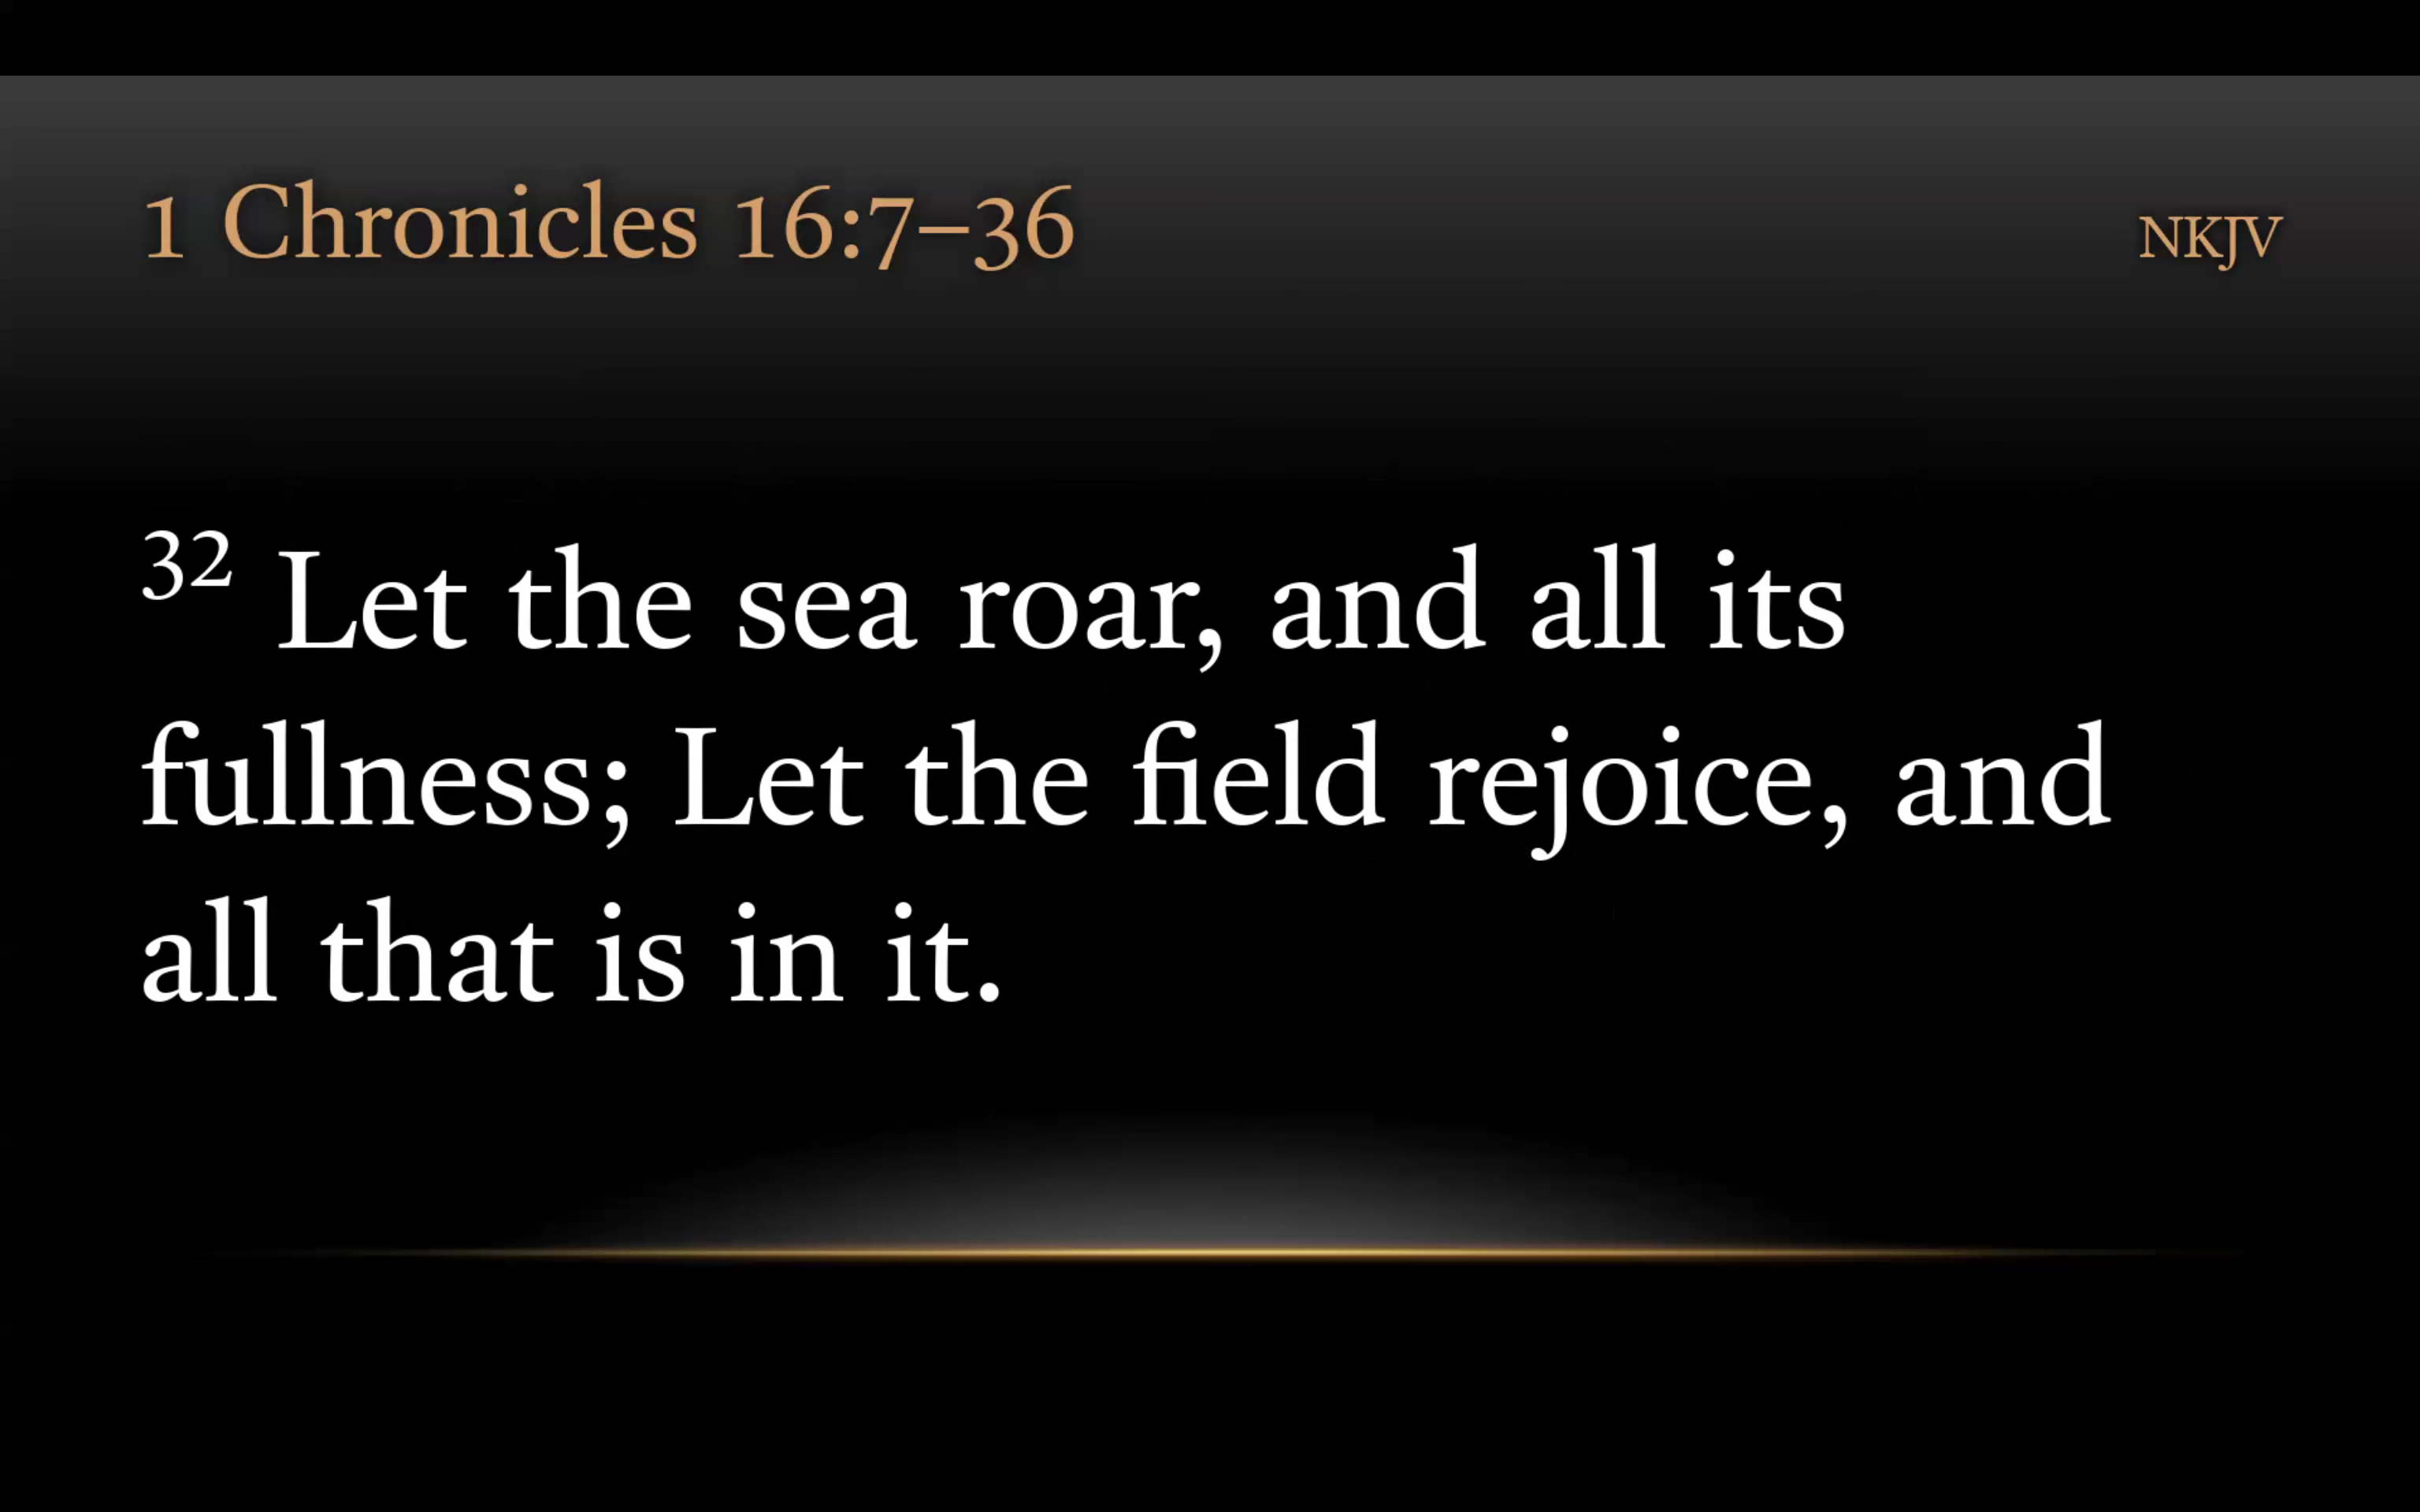 1 Chronicles 16:7–36
NKJV
32 Let the sea roar, and all its
fullness; Let the field rejoice, and
all that is in it.